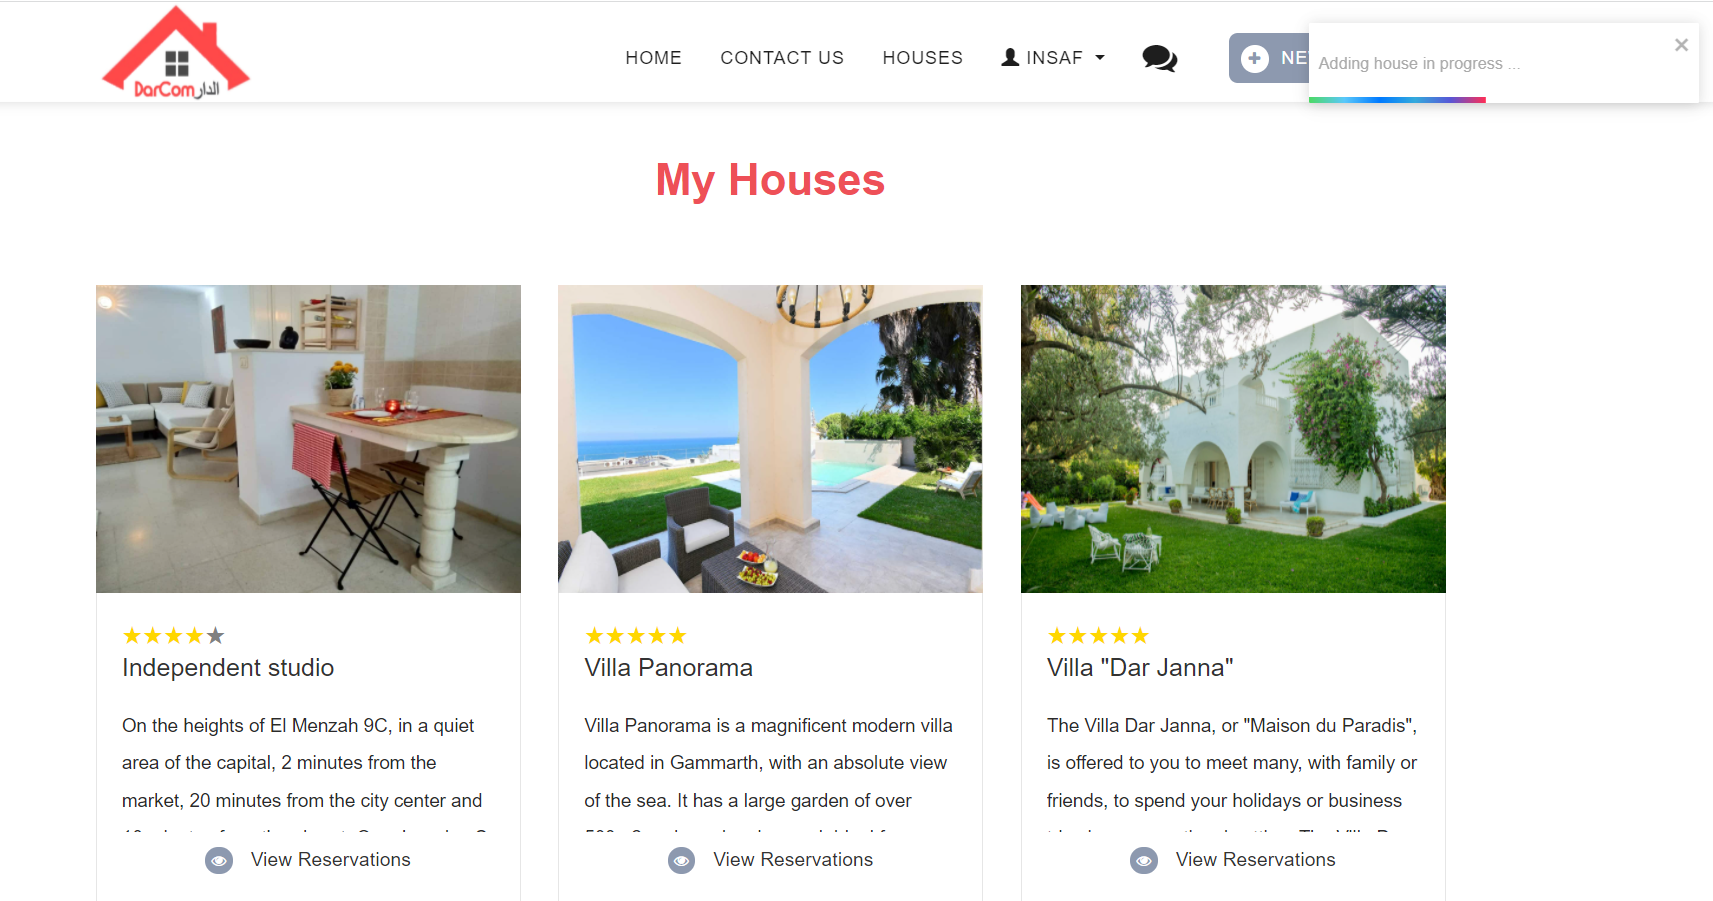 DarCom الدار
HOME
CONTACT US
HOUSES
INSAF
Adding house in progress ...
My Houses
Independent studio
On the heights of El Menzah 9C, in a quiet
area of the capital, 2 minutes from the
market, 20 minutes from the city center and
View Reservations
Villa Panorama
Villa Panorama is a magnificent modern villa
located in Gammarth, with an absolute view
of the sea. It has a large garden of over
View Reservations
Villa "Dar Janna"
The Villa Dar Janna, or "Maison du Paradis",
is offered to you to meet many, with family or
friends, to spend your holidays or business
View Reservations